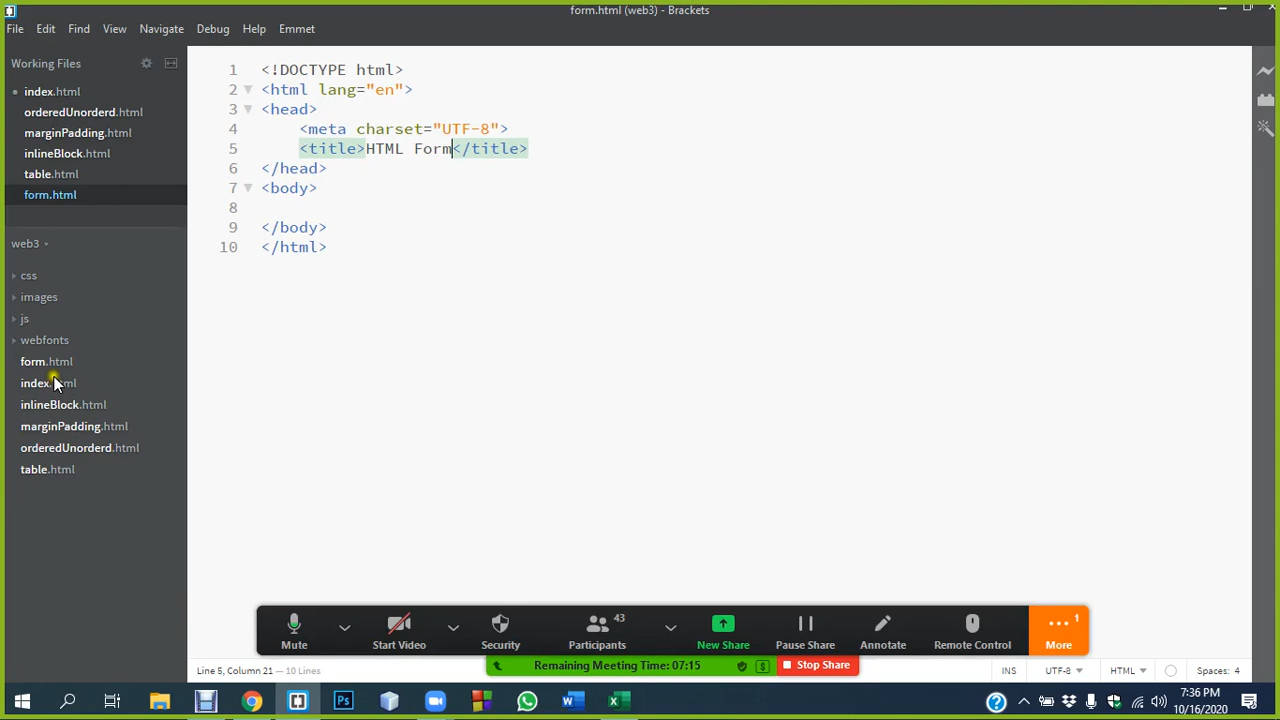 form.html (web3) - Brackets
File Edit Find View Navigate Debug Help Emmet
Working Files
index.html
orderedUnorderd.html
marginPadding.html
inlineBlock.html
table.html
form.html
web3
css
images
js
webfonts
form.html
index.html
inlineBlock.html
marginPadding.html
orderedUnorderd.html
table.html
1 <!DOCTYPE html>
2 <html lang="en">
3 <head>
4 <meta charset="UTF-8">
5 <title>HTML Form</title>
6 </head>
7 <body>
8
9 </body>
10 </html>
43 1
Mute Start Video Security Participants New Share Pause Share Annotate Remote Control More
Remaining Meeting Time: 07:15 Stop Share
Line 5, Column 21 — 10 Lines INS UTF-8 HTML Spaces: 4
7:36 PM
10/16/2020